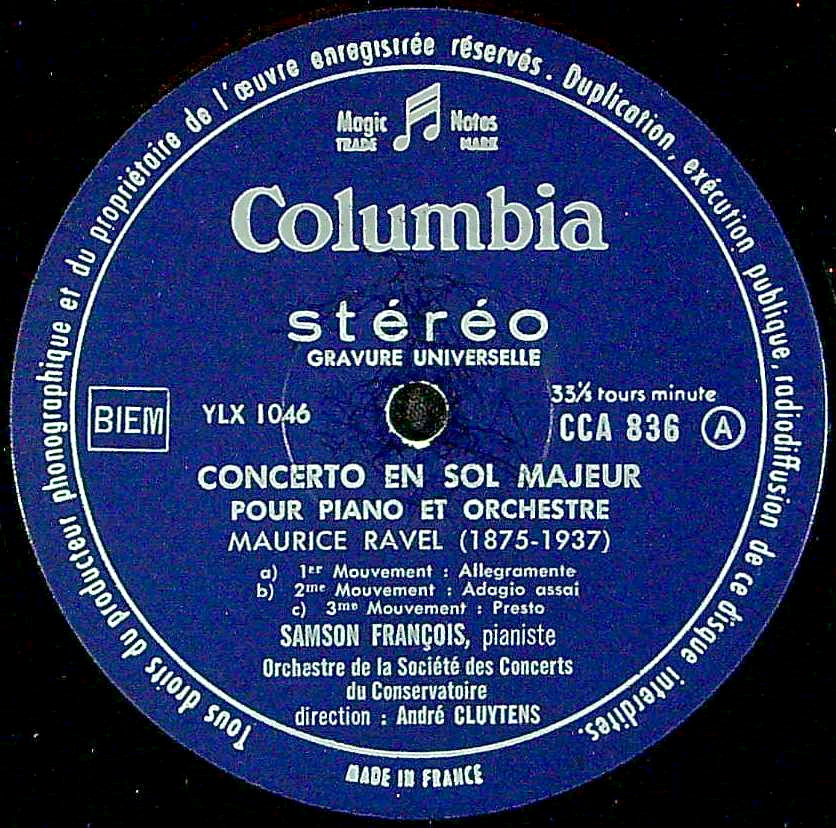 Tous droits du producteur phonographique et du propriétaire de l'œuvre enregistrée réservés. Duplication, exécution publique, radiodiffusion de ce disque interdites.
Magic Notes
TRADE MARK
Columbia
stéréo
GRAVURE UNIVERSELLE
BIEM
YLX 1046
33⅓ tours minute
CCA 836 A
CONCERTO EN SOL MAJEUR
POUR PIANO ET ORCHESTRE
MAURICE RAVEL (1875-1937)
a) 1er Mouvement : Allegramente
b) 2me Mouvement : Adagio assai
c) 3me Mouvement : Presto
SAMSON FRANÇOIS, pianiste
Orchestre de la Société des Concerts
du Conservatoire
direction : André CLUYTENS
MADE IN FRANCE